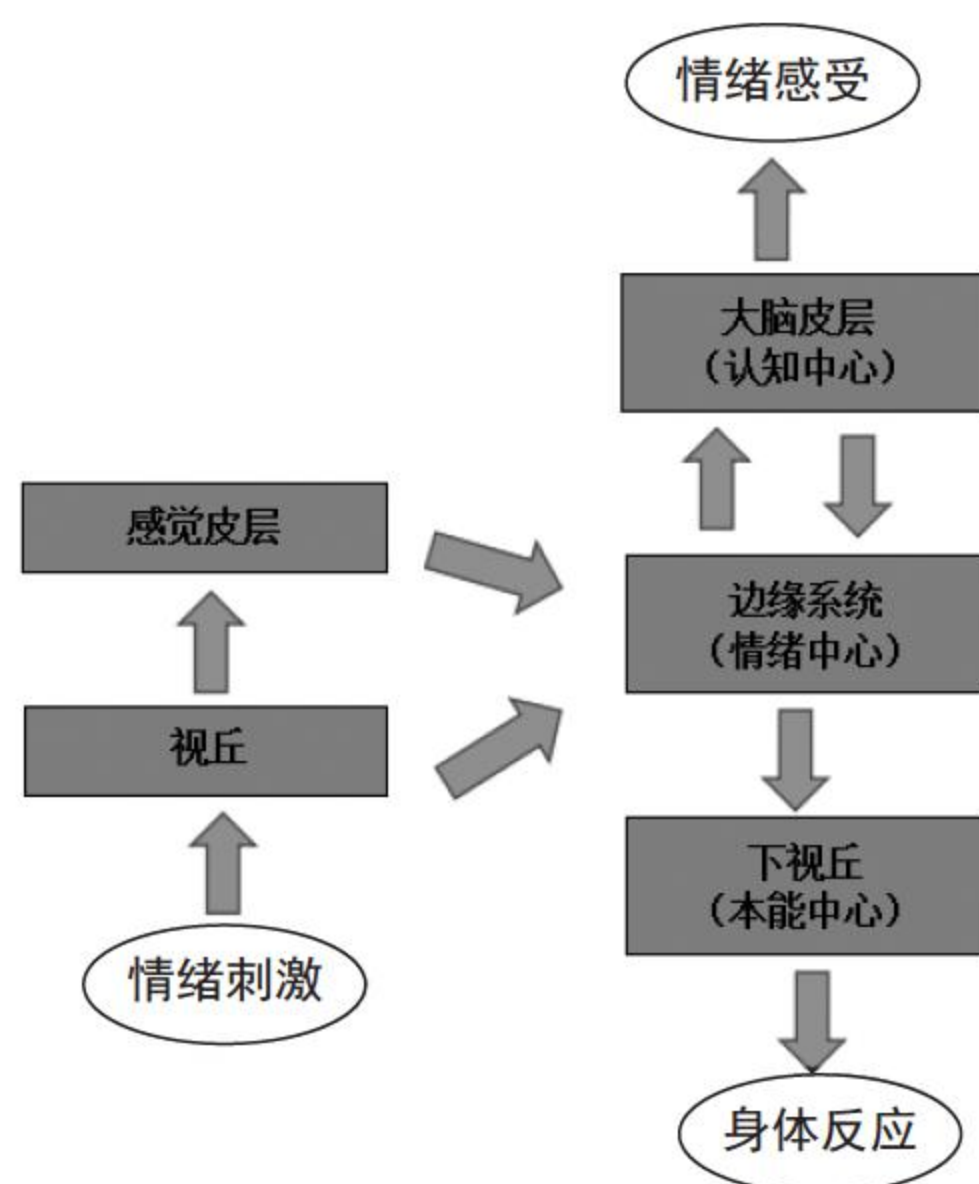 情绪感受
大脑皮层
（认知中心）
感觉皮层
边缘系统
（情绪中心）
视丘
下视丘
（本能中心）
情绪刺激
身体反应